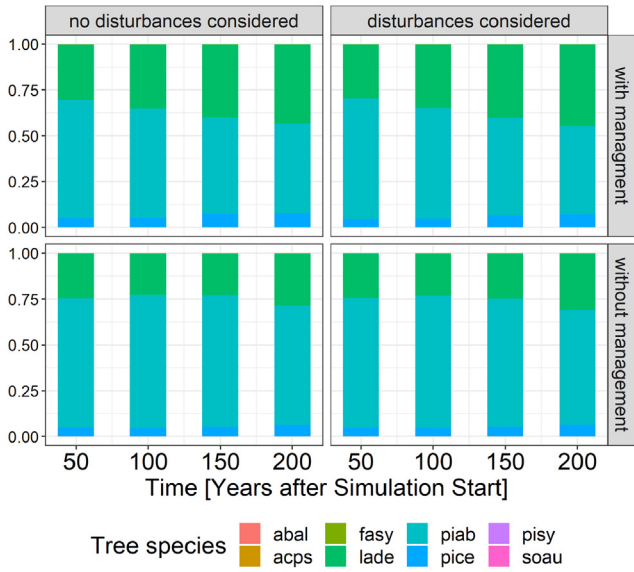 no disturbances considered disturbances considered
1.00
0.75
0.50
0.25
0.00
with managment
1.00
0.75
0.50
0.25
0.00
without management
50 100 150 200 50 100 150 200
Time [Years after Simulation Start]
Tree species
abal fasy piab pisy
acps lade pice soau